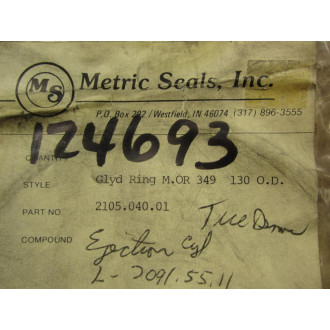 MS Metric Seals, Inc.
P.O. Box 282 / Westfield, IN 46074 (317) 896-3555
124693
QUANTITY
STYLE Glyd Ring M.OR 349 130 O.D.
PART NO. 2105.040.01
COMPOUND Ejection Cyl
L-2091.55.11